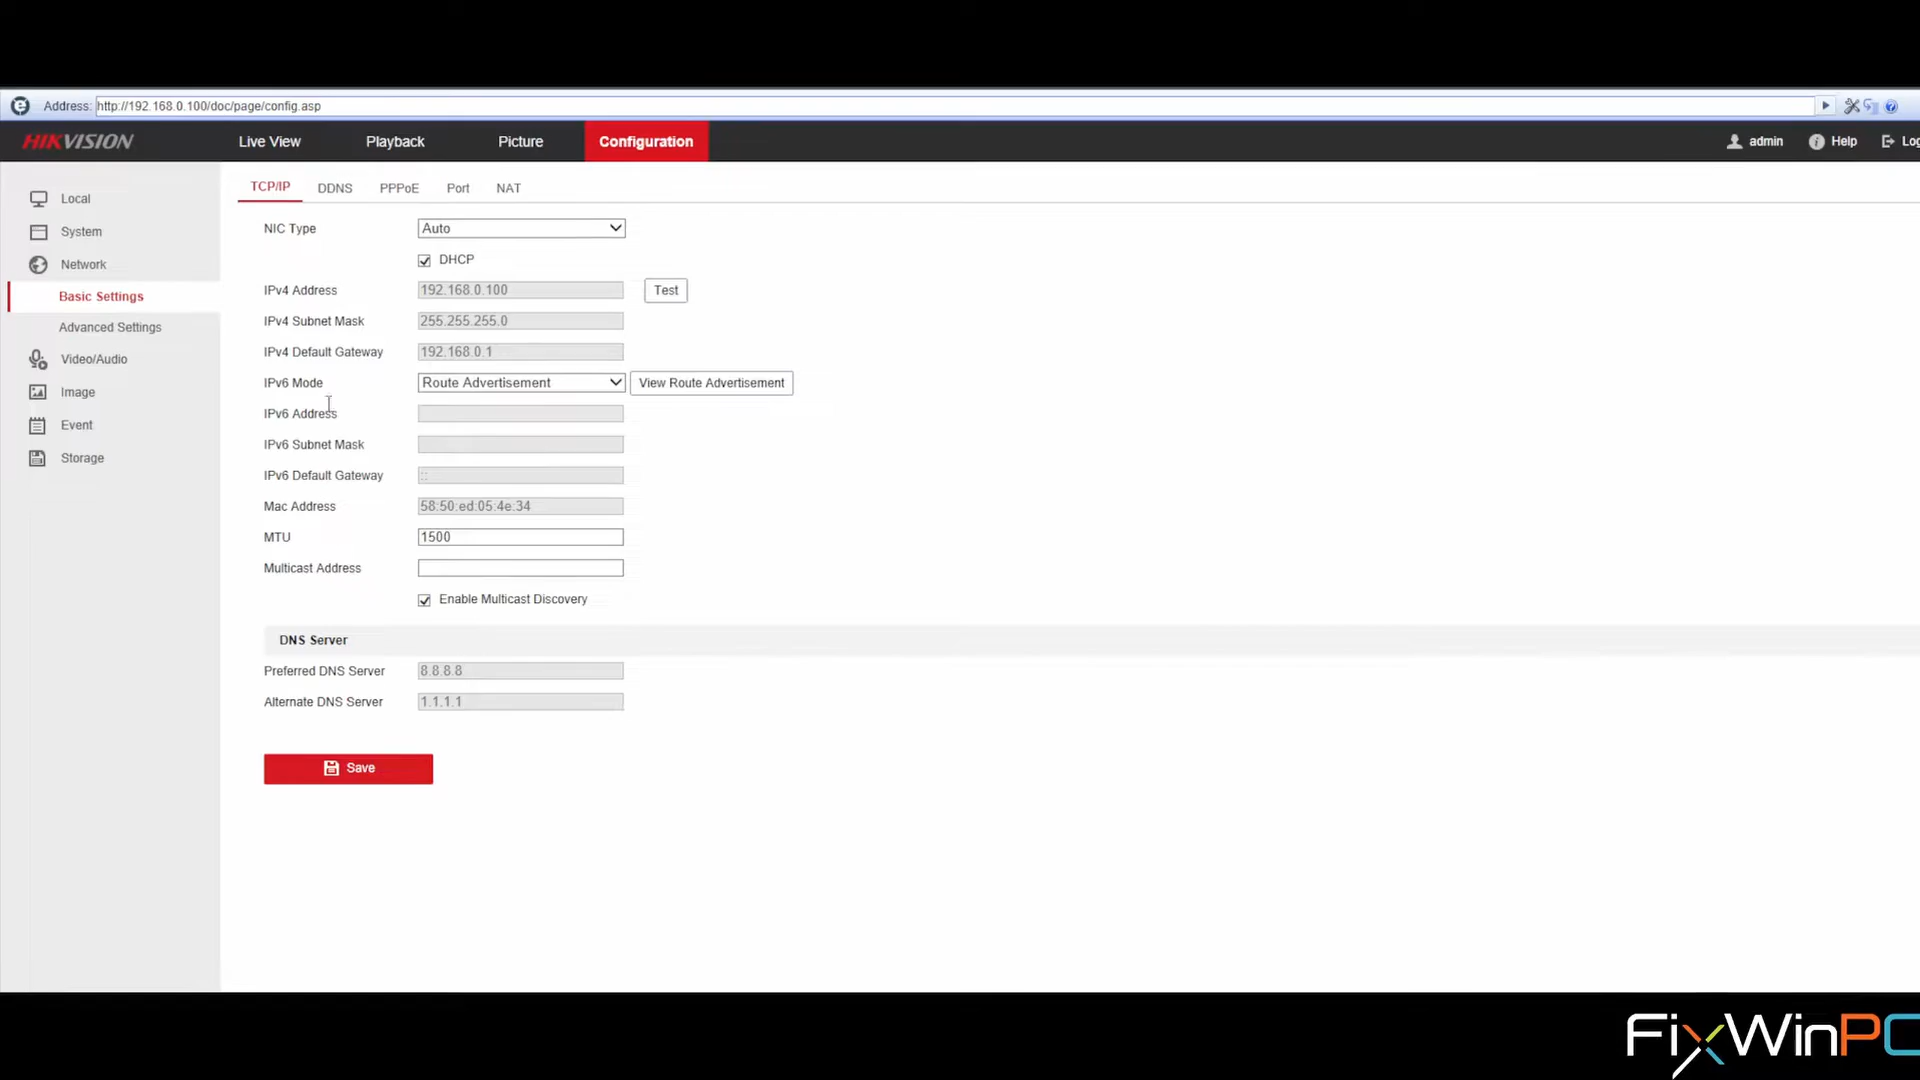 Address: http://192.168.0.100/doc/page/config.asp
HIKVISION Live View Playback Picture Configuration admin Help Log
Local
System
Network
Basic Settings
Advanced Settings
Video/Audio
Image
Event
Storage
TCP/IP DDNS PPPoE Port NAT
NIC Type Auto
DHCP
IPv4 Address 192.168.0.100 Test
IPv4 Subnet Mask 255.255.255.0
IPv4 Default Gateway 192.168.0.1
IPv6 Mode Route Advertisement View Route Advertisement
IPv6 Address
IPv6 Subnet Mask
IPv6 Default Gateway ::
Mac Address 58:50:ed:05:4e:34
MTU 1500
Multicast Address
Enable Multicast Discovery
DNS Server
Preferred DNS Server 8.8.8.8
Alternate DNS Server 1.1.1.1
Save
FixWinPC